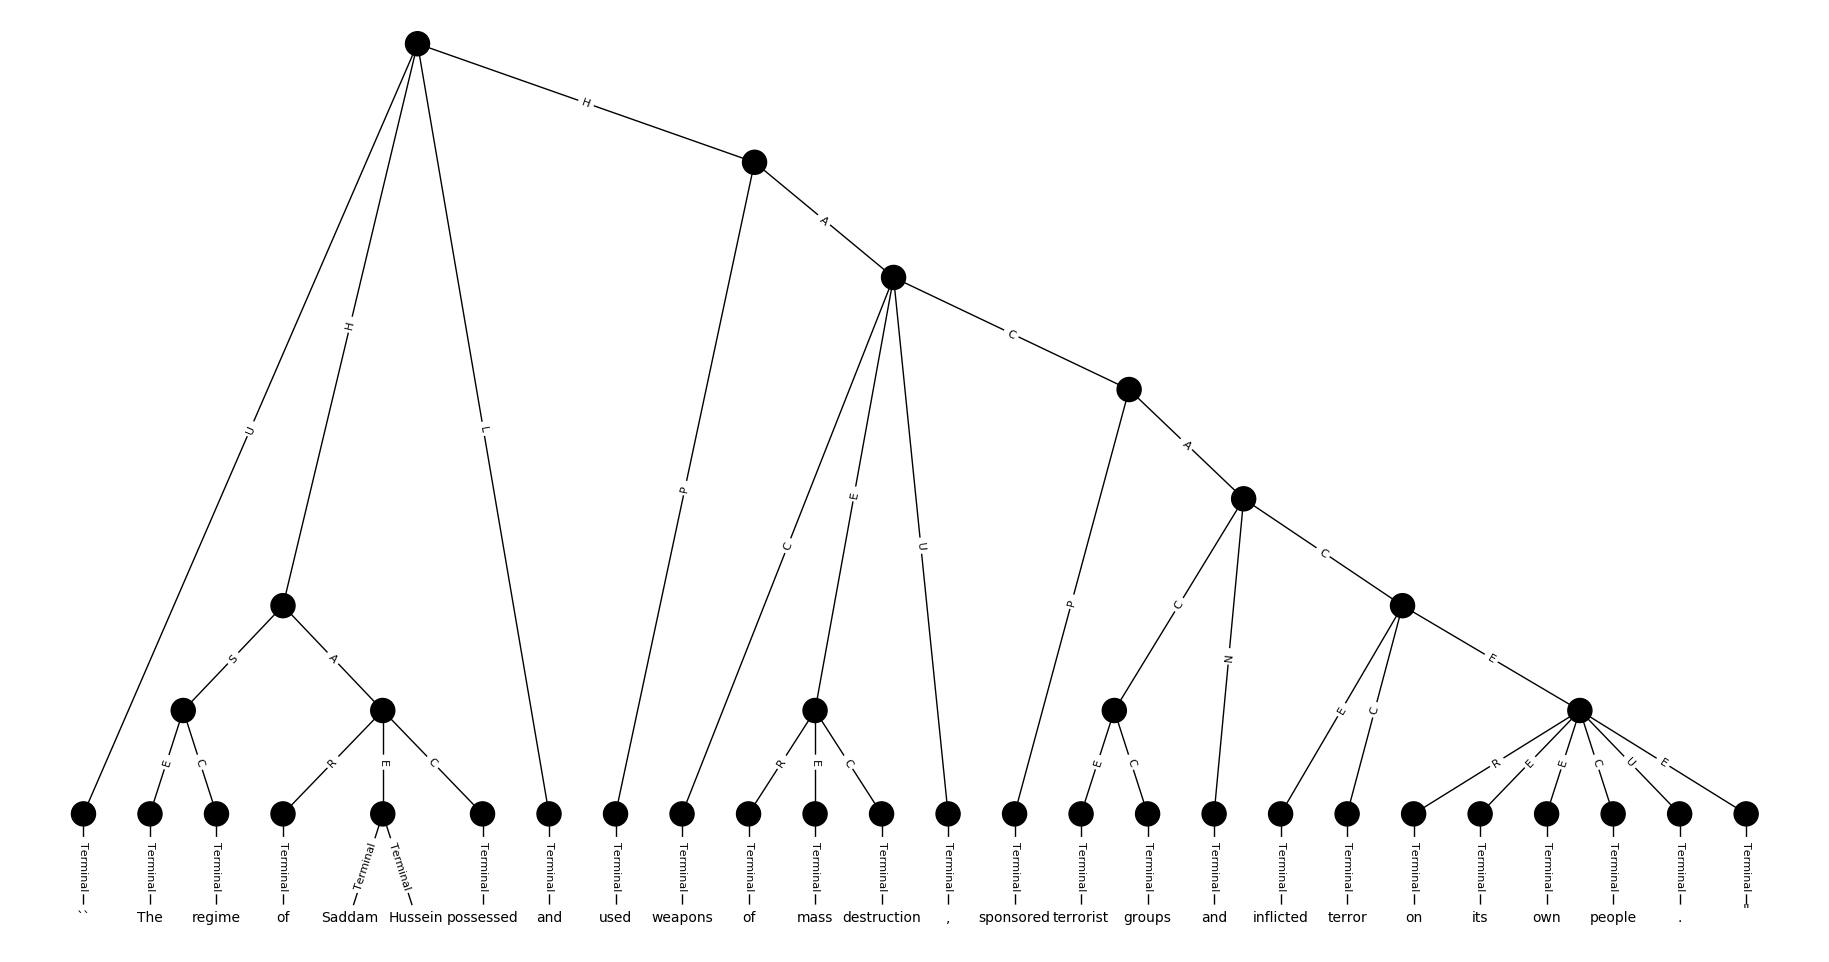 H
A
C
A
H
U
L
P
C
E
U
P
C
N
C
E
S
A
E
C
E
C
R
E
C
R
E
C
E
C
R
E
E
C
U
E
Terminal Terminal Terminal Terminal Terminal Terminal Terminal Terminal Terminal Terminal Terminal Terminal Terminal Terminal Terminal Terminal Terminal Terminal Terminal Terminal Terminal Terminal Terminal Terminal Terminal Terminal Terminal
`` The regime of Saddam Hussein possessed and used weapons of mass destruction , sponsored terrorist groups and inflicted terror on its own people . "